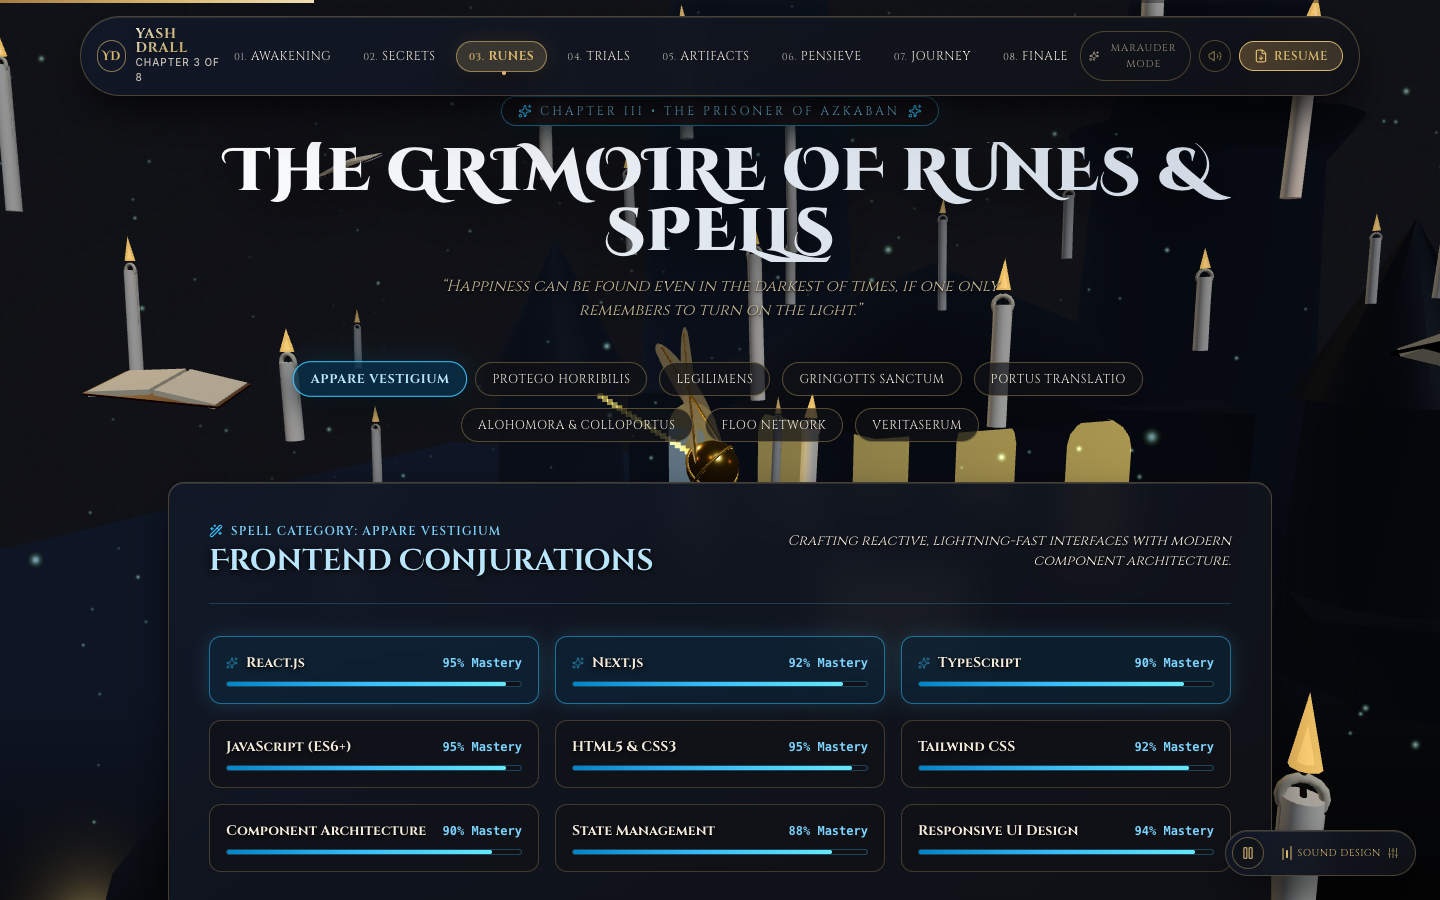 YD
YASH DRALL
CHAPTER 3 OF 8
01. AWAKENING
02. SECRETS
03. RUNES
04. TRIALS
05. ARTIFACTS
06. PENSIEVE
07. JOURNEY
08. FINALE
MARAUDER MODE
RESUME
CHAPTER III • THE PRISONER OF AZKABAN
THE GRIMOIRE OF RUNES &
SPELLS
“HAPPINESS CAN BE FOUND EVEN IN THE DARKEST OF TIMES, IF ONE ONLY
REMEMBERS TO TURN ON THE LIGHT.”
APPARE VESTIGIUM
PROTEGO HORRIBILIS
LEGILIMENS
GRINGOTTS SANCTUM
PORTUS TRANSLATIO
ALOHOMORA & COLLOPORTUS
FLOO NETWORK
VERITASERUM
SPELL CATEGORY: APPARE VESTIGIUM
FRONTEND CONJURATIONS
CRAFTING REACTIVE, LIGHTNING-FAST INTERFACES WITH MODERN
COMPONENT ARCHITECTURE.
REACT.JS 95% Mastery
NEXT.JS 92% Mastery
TYPESCRIPT 90% Mastery
JAVASCRIPT (ES6+) 95% Mastery
HTML5 & CSS3 95% Mastery
TAILWIND CSS 92% Mastery
COMPONENT ARCHITECTURE 90% Mastery
STATE MANAGEMENT 88% Mastery
RESPONSIVE UI DESIGN 94% Mastery
SOUND DESIGN